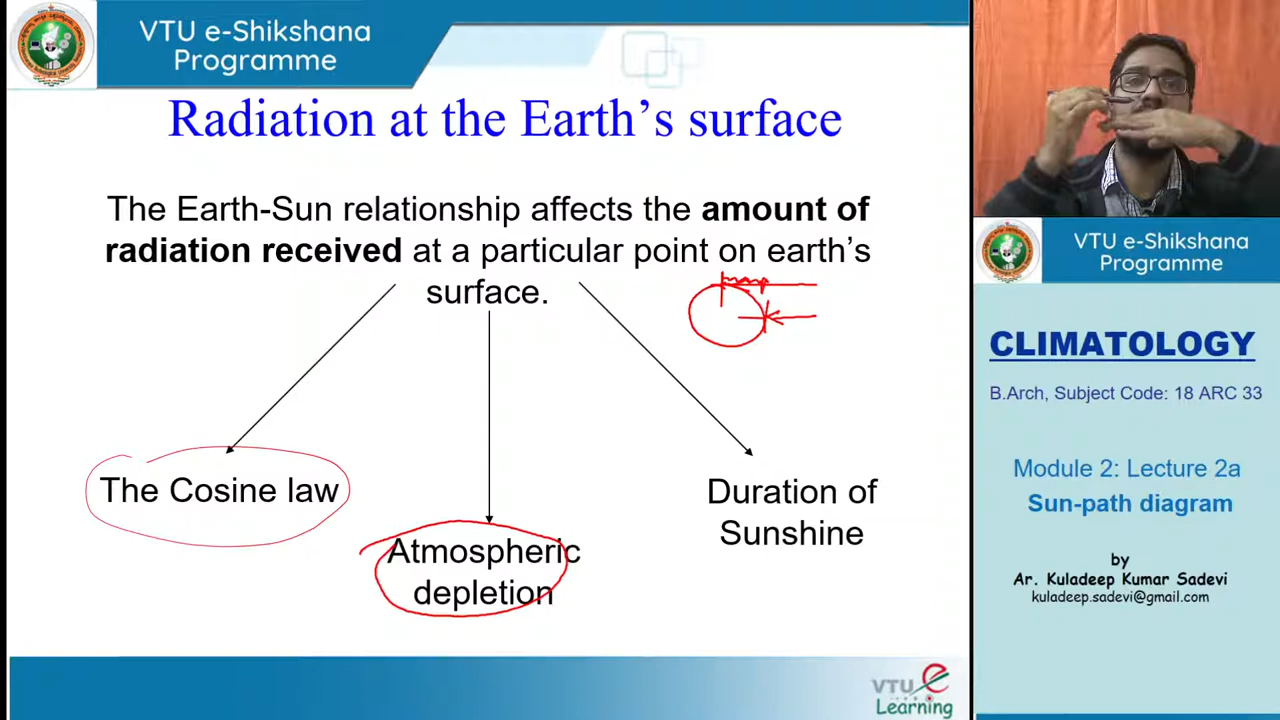 VTU e-Shikshana
Programme
Radiation at the Earth’s surface
The Earth-Sun relationship affects the amount of
radiation received at a particular point on earth’s
surface.
The Cosine law
Atmospheric
depletion
Duration of
Sunshine
VTU e
Learning
VTU e-Shikshana
Programme
CLIMATOLOGY
B.Arch, Subject Code: 18 ARC 33
Module 2: Lecture 2a
Sun-path diagram
by
Ar. Kuladeep Kumar Sadevi
kuladeep.sadevi@gmail.com